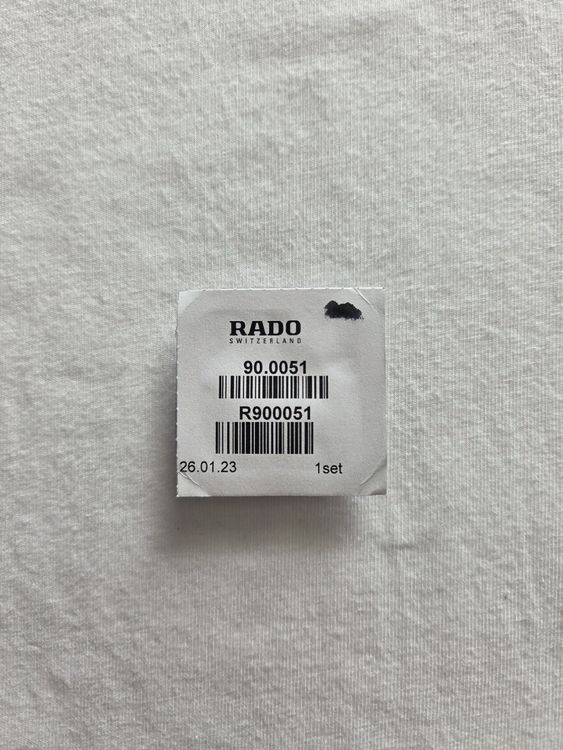 RADO
SWITZERLAND
90.0051
R900051
26.01.23 1set